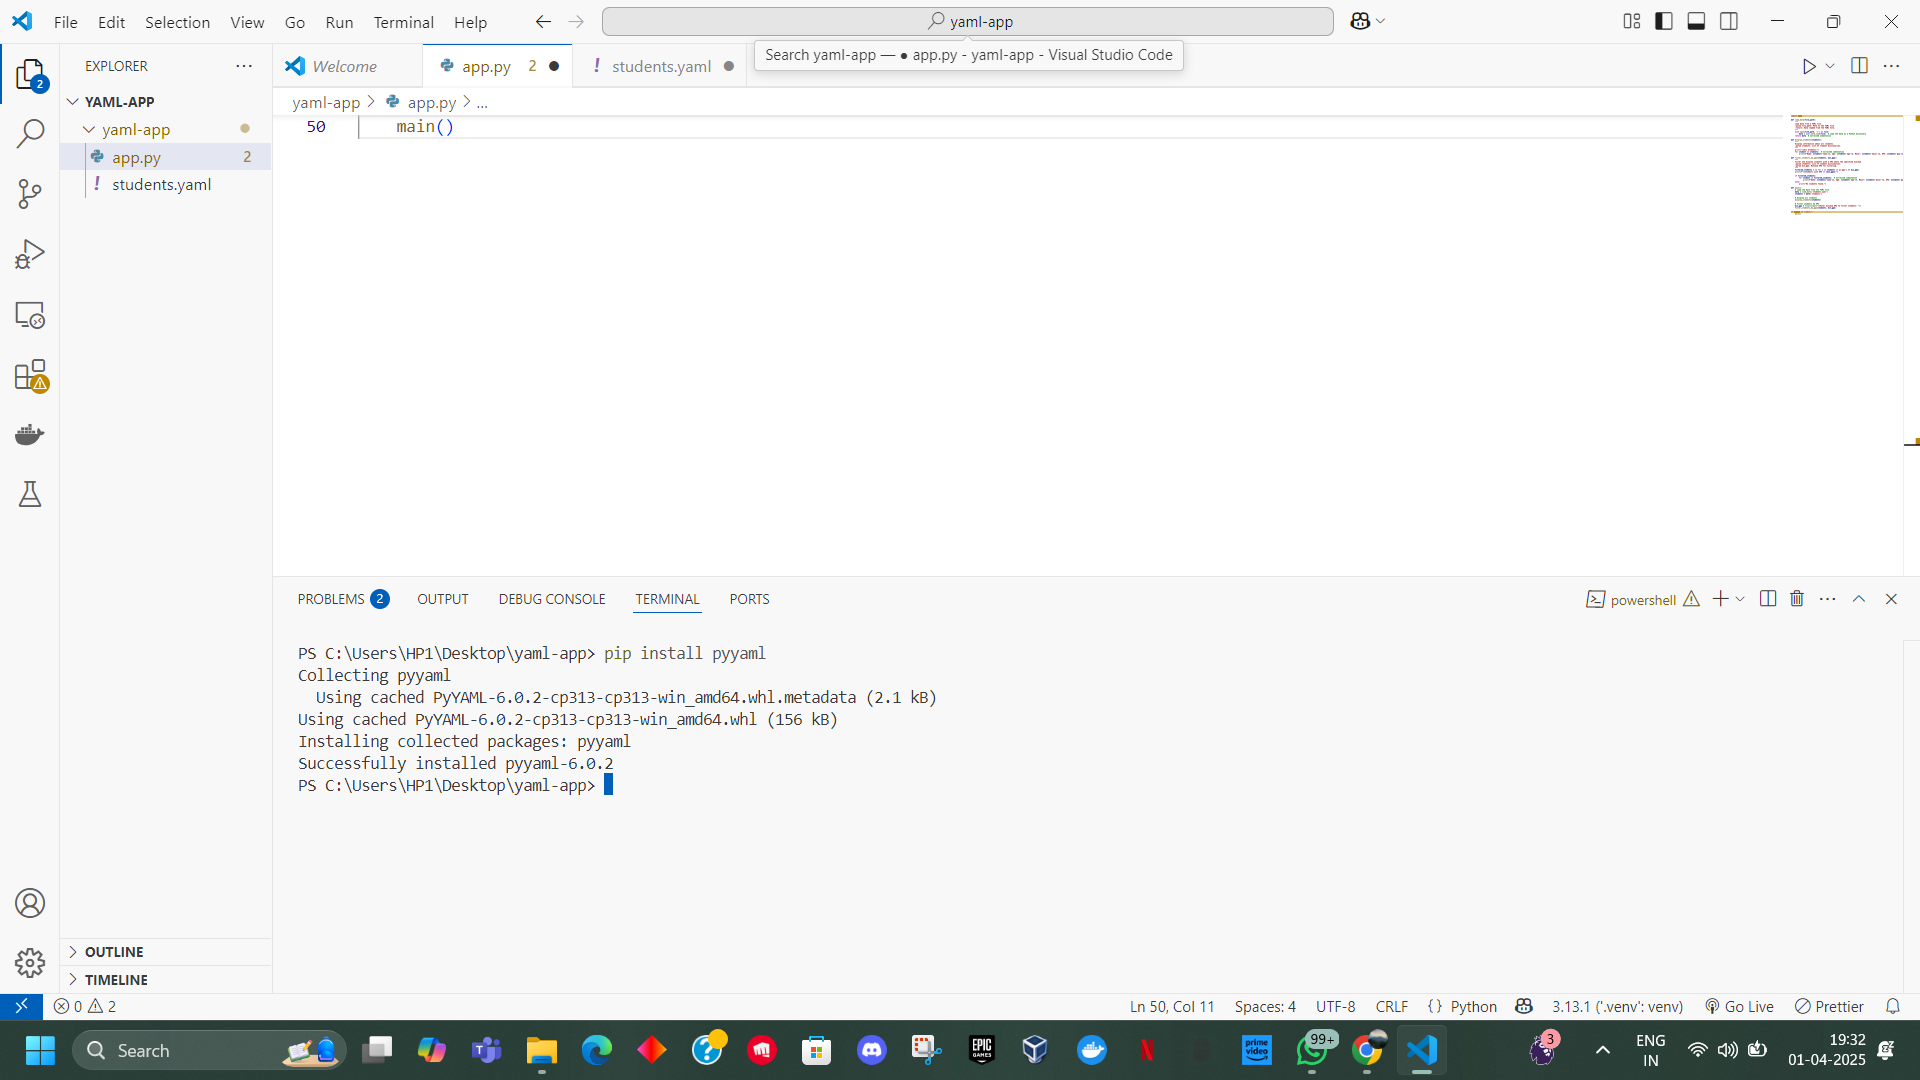 File Edit Selection View Go Run Terminal Help
yaml-app
Search yaml-app — ● app.py - yaml-app - Visual Studio Code
EXPLORER
Welcome
app.py 2
! students.yaml
YAML-APP
yaml-app
app.py 2
! students.yaml
yaml-app > app.py > ...
50 main()
2
PROBLEMS 2 OUTPUT DEBUG CONSOLE TERMINAL PORTS
powershell
PS C:\Users\HP1\Desktop\yaml-app> pip install pyyaml
Collecting pyyaml
Using cached PyYAML-6.0.2-cp313-cp313-win_amd64.whl.metadata (2.1 kB)
Using cached PyYAML-6.0.2-cp313-cp313-win_amd64.whl (156 kB)
Installing collected packages: pyyaml
Successfully installed pyyaml-6.0.2
PS C:\Users\HP1\Desktop\yaml-app>
OUTLINE
TIMELINE
0 2
Ln 50, Col 11 Spaces: 4 UTF-8 CRLF { } Python 3.13.1 ('.venv': venv) Go Live Prettier
Search
EPIC GAMES
N
prime video
99+
3
ENG
IN
19:32
01-04-2025